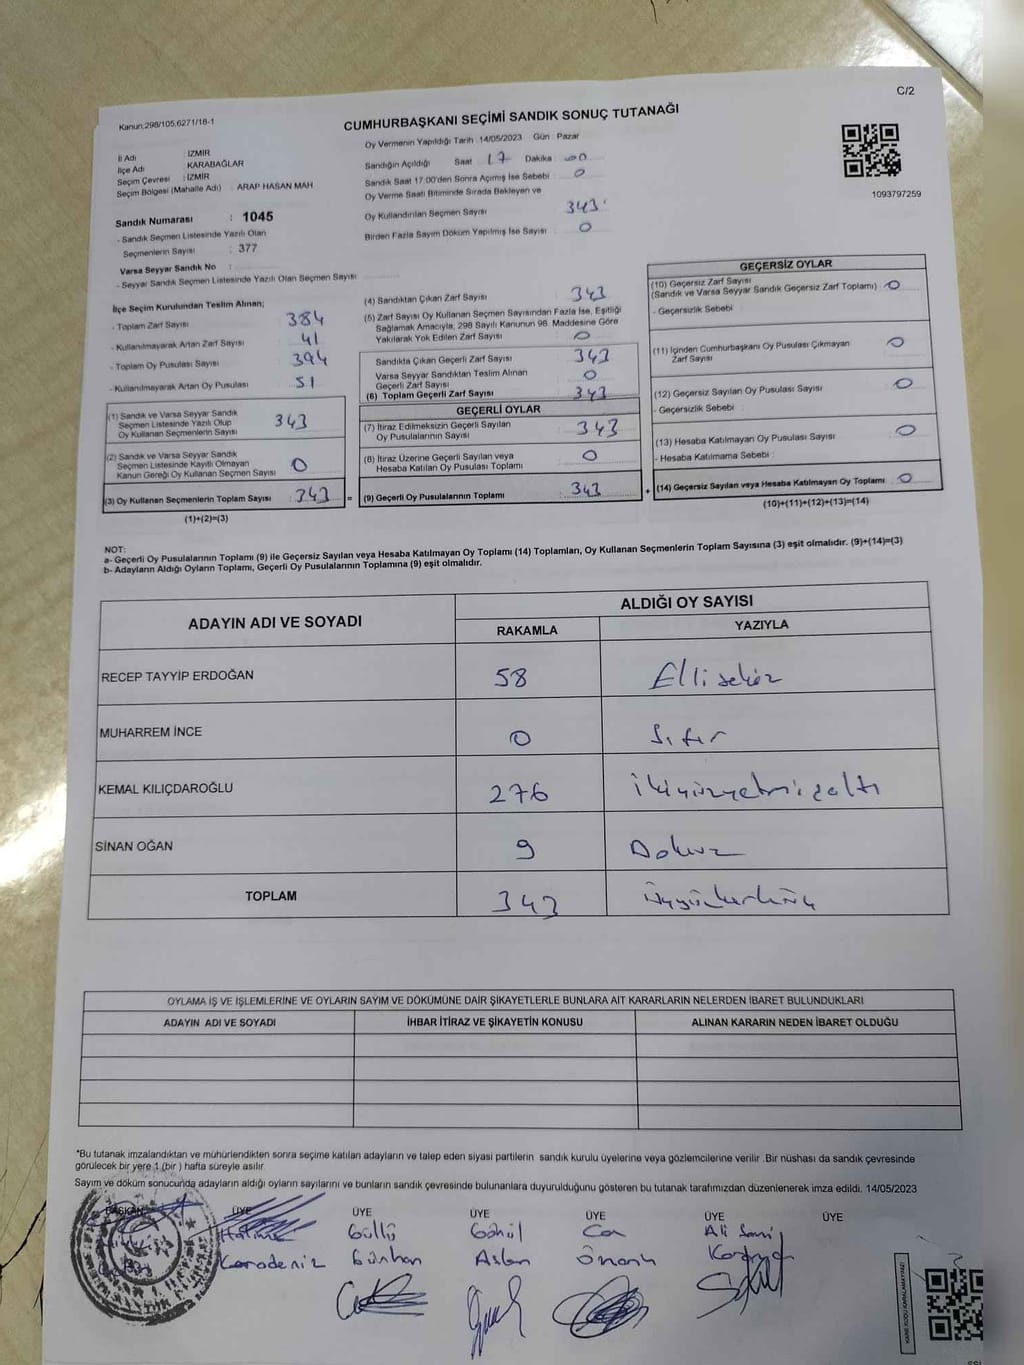 C/2
Kanun:298/105,6271/18-1
CUMHURBAŞKANI SEÇİMİ SANDIK SONUÇ TUTANAĞI
İl Adı : İZMİR
İlçe Adı : KARABAĞLAR
Seçim Çevresi : İZMİR
Seçim Bölgesi (Mahalle Adı) : ARAP HASAN MAH
Sandık Numarası : 1045
- Sandık Seçmen Listesinde Yazılı Olan
Seçmenlerin Sayısı : 377
Varsa Seyyar Sandık No :
- Seyyar Sandık Seçmen Listesinde Yazılı Olan Seçmen Sayısı
Oy Vermenin Yapıldığı Tarih :14/05/2023 Gün : Pazar
Sandığın Açıldığı Saat 17 Dakika 00
Sandık Saat 17:00'den Sonra Açımış İse Sebebi : 0
Oy Verme Saati Bitiminde Sırada Bekleyen ve
Oy Kullandırılan Seçmen Sayısı 343
Birden Fazla Sayım Döküm Yapılmış İse Sayısı 0
1093797259
İlçe Seçim Kurulundan Teslim Alınan;
- Toplam Zarf Sayısı 384
- Kullanılmayarak Artan Zarf Sayısı 41
- Toplam Oy Pusulası Sayısı 394
- Kullanılmayarak Artan Oy Pusulası 51
(1) Sandık ve Varsa Seyyar Sandık
Seçmen Listesinde Yazılı Olup
Oy Kullanan Seçmenlerin Sayısı 343
(2) Sandık ve Varsa Seyyar Sandık
Seçmen Listesinde Kayıtlı Olmayan
Kanun Gereği Oy Kullanan Seçmen Sayısı 0
(3) Oy Kullanan Seçmenlerin Toplam Sayısı : 343 =
(1)+(2)=(3)
(4) Sandıktan Çıkan Zarf Sayısı 343
(5) Zarf Sayısı Oy Kullanan Seçmen Sayısından Fazla İse, Eşitliği
Sağlamak Amacıyla, 298 Sayılı Kanunun 98. Maddesine Göre
Yakılarak Yok Edilen Zarf Sayısı 0
Sandıkta Çıkan Geçerli Zarf Sayısı 343
Varsa Seyyar Sandıktan Teslim Alınan
Geçerli Zarf Sayısı 0
(6) Toplam Geçerli Zarf Sayısı 343
GEÇERLİ OYLAR
(7) İtiraz Edilmeksizin Geçerli Sayılan
Oy Pusulalarının Sayısı 343
(8) İtiraz Üzerine Geçerli Sayılan veya
Hesaba Katılan Oy Pusulası Toplamı 0
(9) Geçerli Oy Pusulalarının Toplamı 343 +
GEÇERSİZ OYLAR
(10) Geçersiz Zarf Sayısı
(Sandık ve Varsa Seyyar Sandık Geçersiz Zarf Toplamı) 0
- Geçersizlik Sebebi :
(11) İçinden Cumhurbaşkanı Oy Pusulası Çıkmayan
Zarf Sayısı 0
(12) Geçersiz Sayılan Oy Pusulası Sayısı 0
- Geçersizlik Sebebi :
(13) Hesaba Katılmayan Oy Pusulası Sayısı 0
- Hesaba Katılmama Sebebi :
(14) Geçersiz Sayılan veya Hesaba Katılmayan Oy Toplamı 0
(10)+(11)+(12)+(13)=(14)
NOT:
a- Geçerli Oy Pusulalarının Toplamı (9) ile Geçersiz Sayılan veya Hesaba Katılmayan Oy Toplamı (14) Toplamları, Oy Kullanan Seçmenlerin Toplam Sayısına (3) eşit olmalıdır. (9)+(14)=(3)
b- Adayların Aldığı Oyların Toplamı, Geçerli Oy Pusulalarının Toplamına (9) eşit olmalıdır.
ADAYIN ADI VE SOYADI
ALDIĞI OY SAYISI
RAKAMLA YAZIYLA
RECEP TAYYİP ERDOĞAN 58 Ellisekiz
MUHARREM İNCE 0 Sıfır
KEMAL KILIÇDAROĞLU 276 İkiyüzyetmişaltı
SİNAN OĞAN 9 Dokuz
TOPLAM 343 Üçyüzkırküç
OYLAMA İŞ VE İŞLEMLERİNE VE OYLARIN SAYIM VE DÖKÜMÜNE DAİR ŞİKAYETLERLE BUNLARA AİT KARARLARIN NELERDEN İBARET BULUNDUKLARI
ADAYIN ADI VE SOYADI İHBAR İTİRAZ VE ŞİKAYETİN KONUSU ALINAN KARARIN NEDEN İBARET OLDUĞU
*Bu tutanak imzalandıktan ve mühürlendikten sonra seçime katılan adayların ve talep eden siyasi partilerin sandık kurulu üyelerine veya gözlemcilerine verilir .Bir nüshası da sandık çevresinde
görülecek bir yere 1 (bir ) hafta süreyle asılır.
Sayım ve döküm sonucunda adayların aldığı oyların sayılarını ve bunların sandık çevresinde bulunanlara duyurulduğunu gösteren bu tutanak tarafımızdan düzenlenerek imza edildi. 14/05/2023
BAŞKAN ÜYE ÜYE ÜYE ÜYE ÜYE ÜYE
Hatice Güllü Gönül Can Ali Sami
Karadeniz Günhan Aslan